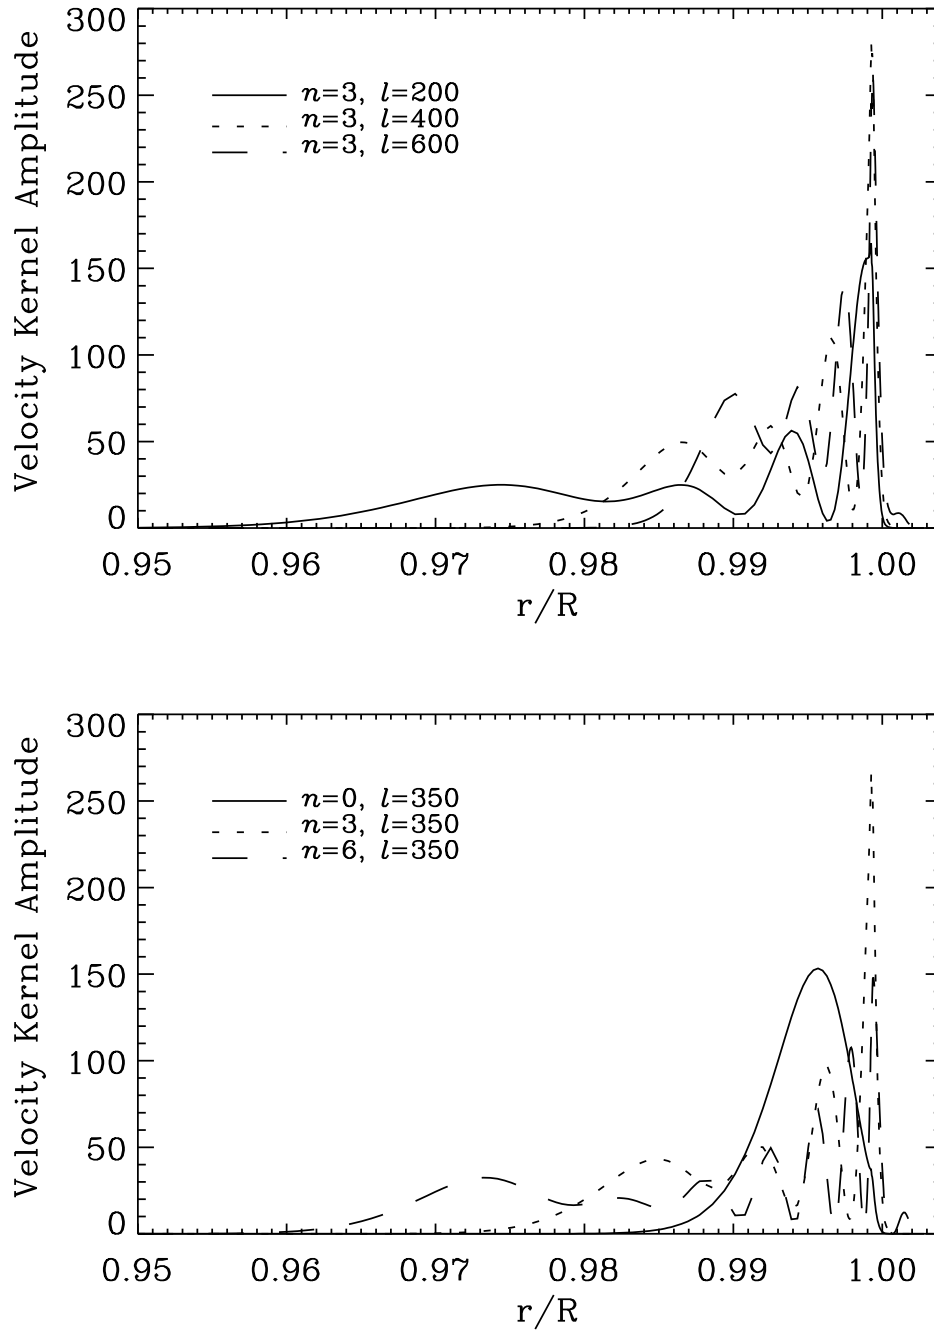 300
250
200
150
100
50
0
Velocity Kernel Amplitude
n=3, l=200
n=3, l=400
n=3, l=600
0.95 0.96 0.97 0.98 0.99 1.00
r/R
300
250
200
150
100
50
0
Velocity Kernel Amplitude
n=0, l=350
n=3, l=350
n=6, l=350
0.95 0.96 0.97 0.98 0.99 1.00
r/R